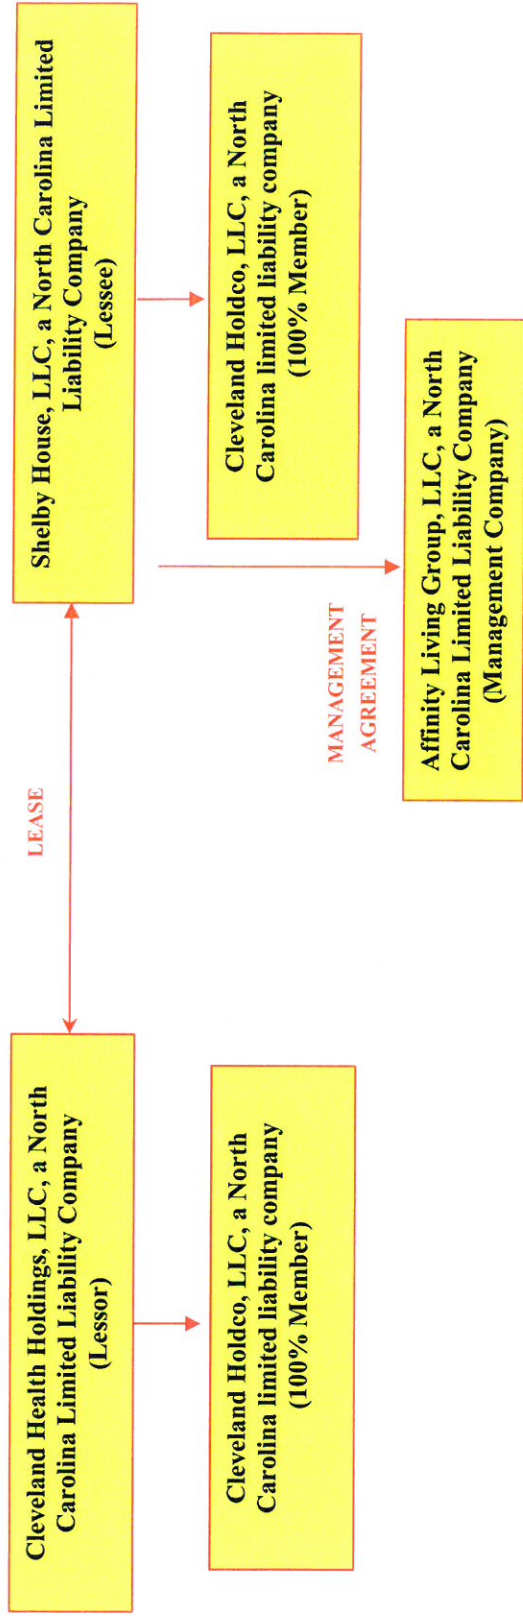 Cleveland Health Holdings, LLC, a North
Carolina Limited Liability Company
(Lessor)
LEASE
Shelby House, LLC, a North Carolina Limited
Liability Company
(Lessee)
Cleveland Holdco, LLC, a North
Carolina limited liability company
(100% Member)
Cleveland Holdco, LLC, a North
Carolina limited liability company
(100% Member)
MANAGEMENT
AGREEMENT
Affinity Living Group, LLC, a North
Carolina Limited Liability Company
(Management Company)